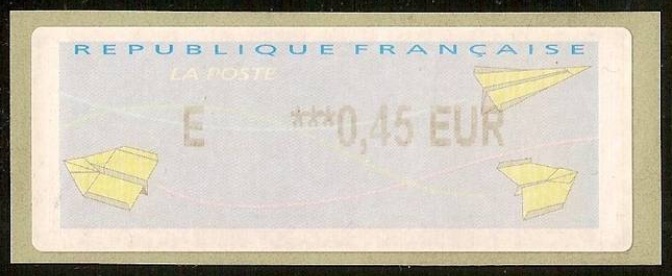 REPUBLIQUE FRANÇAISE
LA POSTE
E ***0,45 EUR